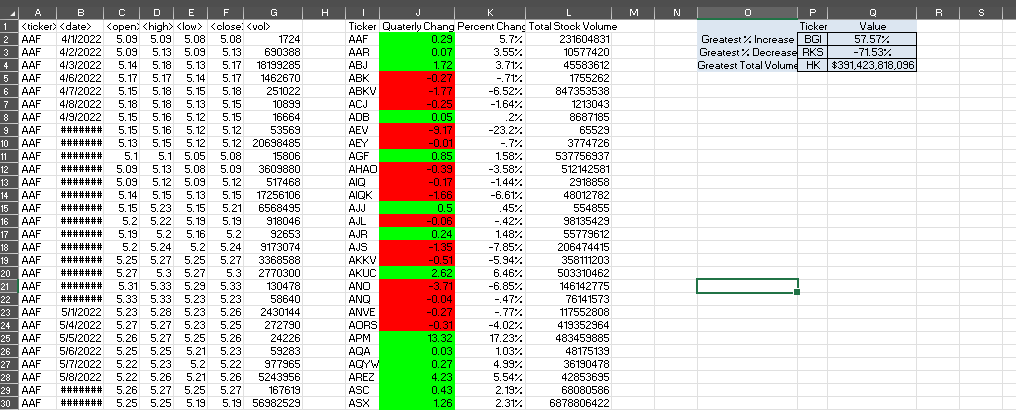 A B C D E F G H I J K L M N O P Q R S
1 <ticker> <date> <open> <high> <low> <close <vol> Ticker Quaterly Chang Percent Chang Total Stock Volume Ticker Value
2 AAF 4/1/2022 5.09 5.09 5.08 5.08 1724 AAF 0.29 5.7% 231604831 Greatest % Increase BGI 57.57%
3 AAF 4/2/2022 5.09 5.13 5.09 5.13 690388 AAR 0.07 3.55% 10577420 Greatest % Decrease RKS -71.53%
4 AAF 4/3/2022 5.14 5.18 5.13 5.17 18199285 ABJ 1.72 3.71% 45583612 Greatest Total Volume HK $391,423,818,096
5 AAF 4/6/2022 5.17 5.17 5.14 5.17 1462670 ABK -0.27 -.71% 1755262
6 AAF 4/7/2022 5.15 5.18 5.15 5.18 251022 ABKV -1.77 -6.52% 847353538
7 AAF 4/8/2022 5.18 5.18 5.13 5.15 10899 ACJ -0.25 -1.64% 1213043
8 AAF 4/9/2022 5.15 5.16 5.12 5.15 16664 ADB 0.05 .2% 8687185
9 AAF ####### 5.15 5.16 5.12 5.12 53569 AEV -9.17 -23.2% 65529
10 AAF ####### 5.13 5.15 5.12 5.12 20698485 AEY -0.01 -.7% 3774726
11 AAF ####### 5.1 5.1 5.05 5.08 15806 AGF 0.65 1.58% 537756937
12 AAF ####### 5.09 5.13 5.08 5.09 3609880 AHAO -0.39 -3.58% 512142581
13 AAF ####### 5.09 5.12 5.09 5.12 517468 AIQ -0.17 -1.44% 2918858
14 AAF ####### 5.14 5.15 5.13 5.15 17256106 AIQK -1.66 -6.61% 48012782
15 AAF ####### 5.15 5.23 5.15 5.21 6568495 AJJ 0.5 .45% 554855
16 AAF ####### 5.2 5.22 5.19 5.19 918046 AJL -0.06 -.42% 98135429
17 AAF ####### 5.19 5.2 5.16 5.2 92653 AJR 0.24 1.48% 55779612
18 AAF ####### 5.2 5.24 5.2 5.24 9173074 AJS -1.35 -7.85% 206474415
19 AAF ####### 5.25 5.27 5.25 5.27 3368588 AKKV -0.51 -5.94% 358111203
20 AAF ####### 5.27 5.3 5.27 5.3 2770300 AKUC 2.62 6.46% 503310462
21 AAF ####### 5.31 5.33 5.29 5.33 130478 ANO -3.71 -6.85% 146142775
22 AAF ####### 5.33 5.33 5.23 5.23 58640 ANQ -0.04 -.47% 76141573
23 AAF 5/1/2022 5.23 5.28 5.23 5.26 2430144 ANVE -0.27 -.77% 117552808
24 AAF 5/4/2022 5.27 5.27 5.23 5.25 272790 AORS -0.31 -4.02% 419352964
25 AAF 5/5/2022 5.26 5.27 5.25 5.26 24226 APM 13.32 17.23% 483459885
26 AAF 5/6/2022 5.25 5.25 5.21 5.23 59283 AQA 0.03 1.03% 48175139
27 AAF 5/7/2022 5.22 5.23 5.2 5.22 977965 AQYW 0.27 4.99% 36190478
28 AAF 5/8/2022 5.22 5.26 5.21 5.26 5243956 AREZ 4.23 5.54% 42853695
29 AAF ####### 5.26 5.27 5.25 5.27 167619 ASC 0.43 2.19% 68080586
30 AAF ####### 5.25 5.25 5.19 5.19 56982529 ASX 1.26 2.31% 6878806422